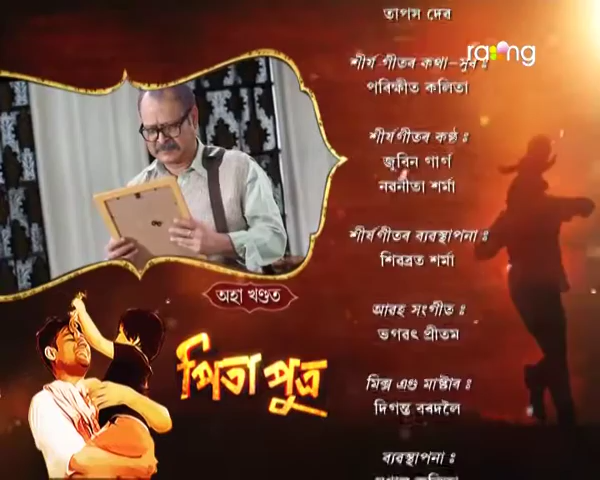 তাপস দেৱ
rang
শীৰ্ষ গীতৰ কথা-সুৰ :
পৰিক্ষীত কলিতা
শীৰ্ষগীতৰ কণ্ঠ :
জুবিন গাৰ্গ
নৱনীতা শৰ্মা
শীৰ্ষগীতৰ ব্যৱস্থাপনা :
শিৱব্ৰত শৰ্মা
অহা খণ্ডত
আৱহ সংগীত :
ভগৱৎ প্ৰীতম
পিতা পুত্ৰ
মিক্স এণ্ড মাষ্টাৰ :
দিগন্ত বৰদলৈ
ব্যৱস্থাপনা :